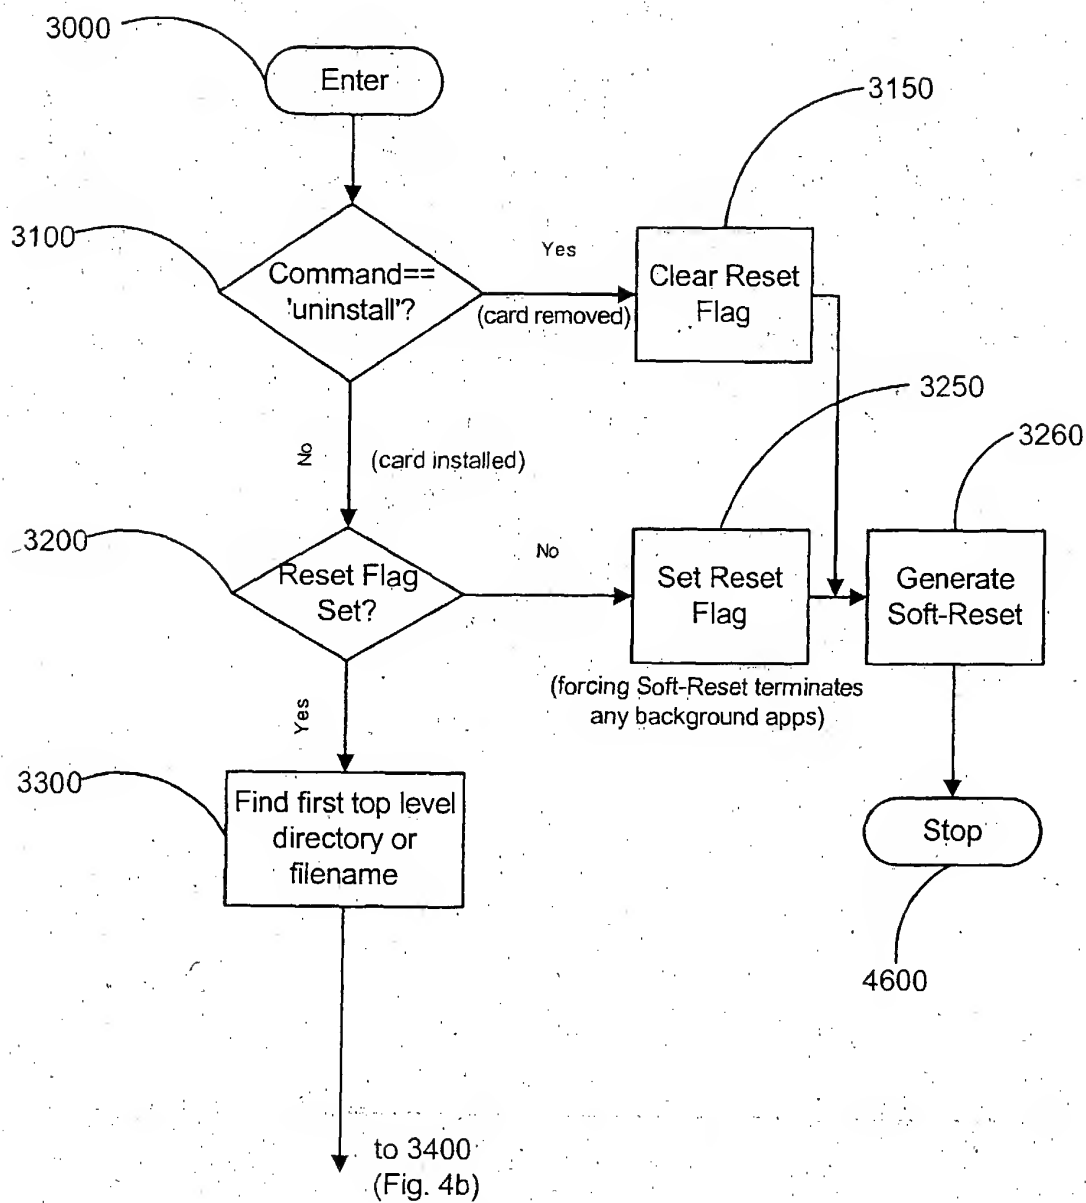 3000
Enter
3150
3100
Command==
'uninstall'?
Yes
(card removed)
Clear Reset
Flag
3250
3260
No
(card installed)
3200
Reset Flag
Set?
No
Set Reset
Flag
Generate
Soft-Reset
(forcing Soft-Reset terminates
any background apps)
Yes
3300
Find first top level
directory or
filename
Stop
4600
to 3400
(Fig. 4b)